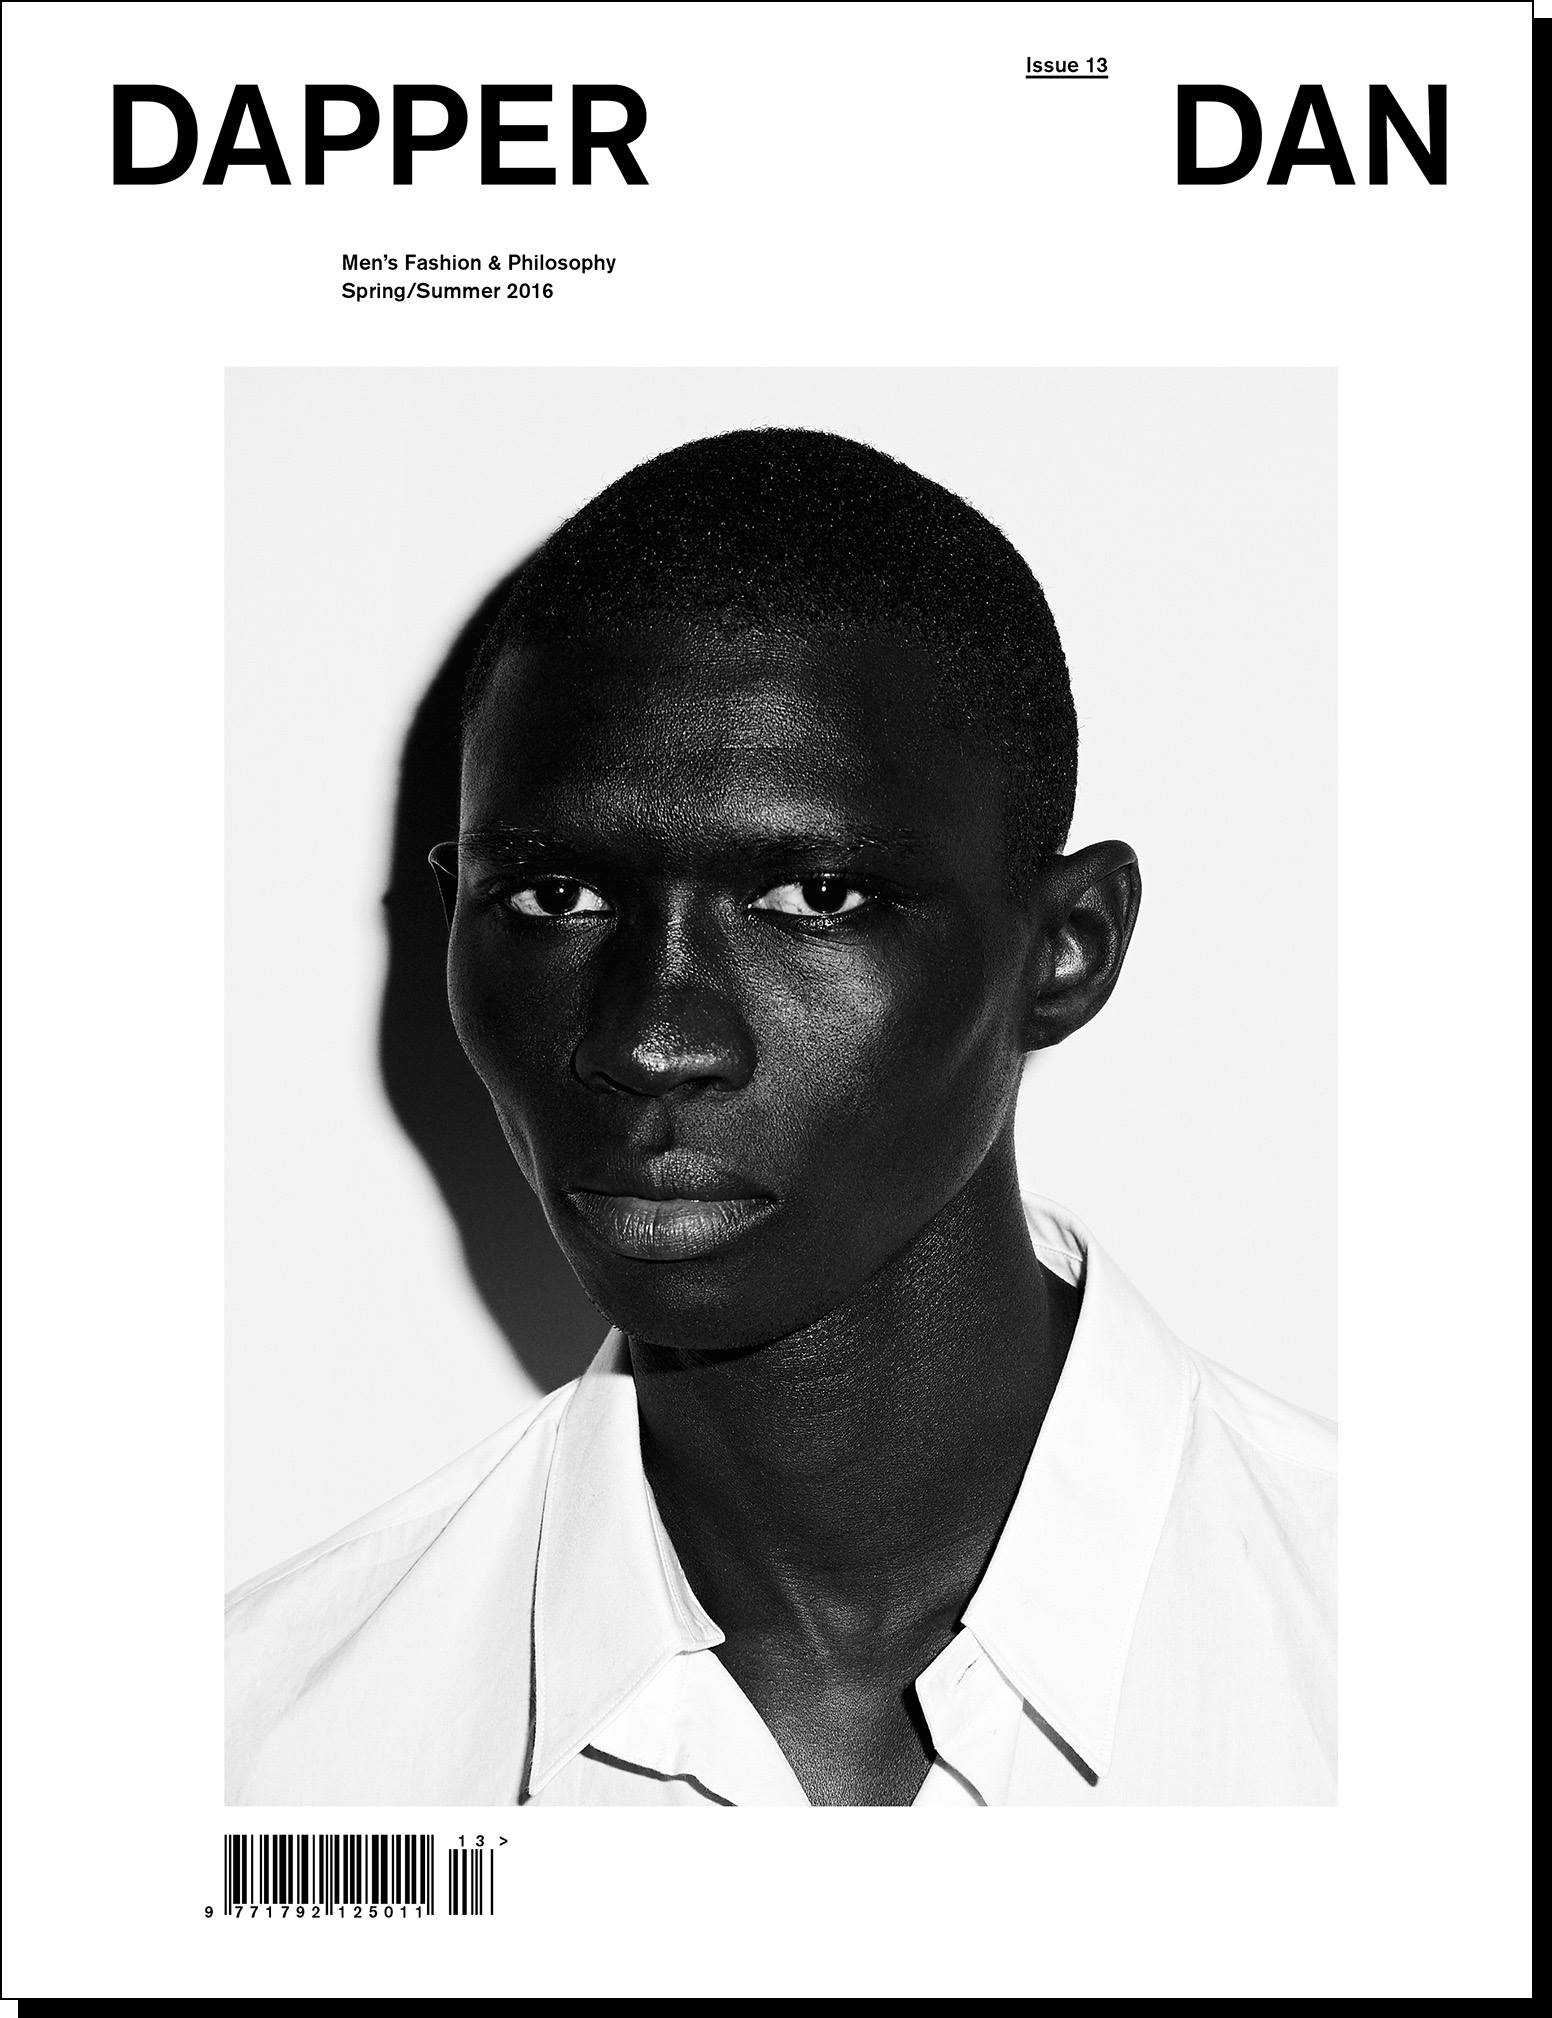 Issue 13
DAPPER DAN
Men's Fashion & Philosophy
Spring/Summer 2016
13>
9 771792 125011